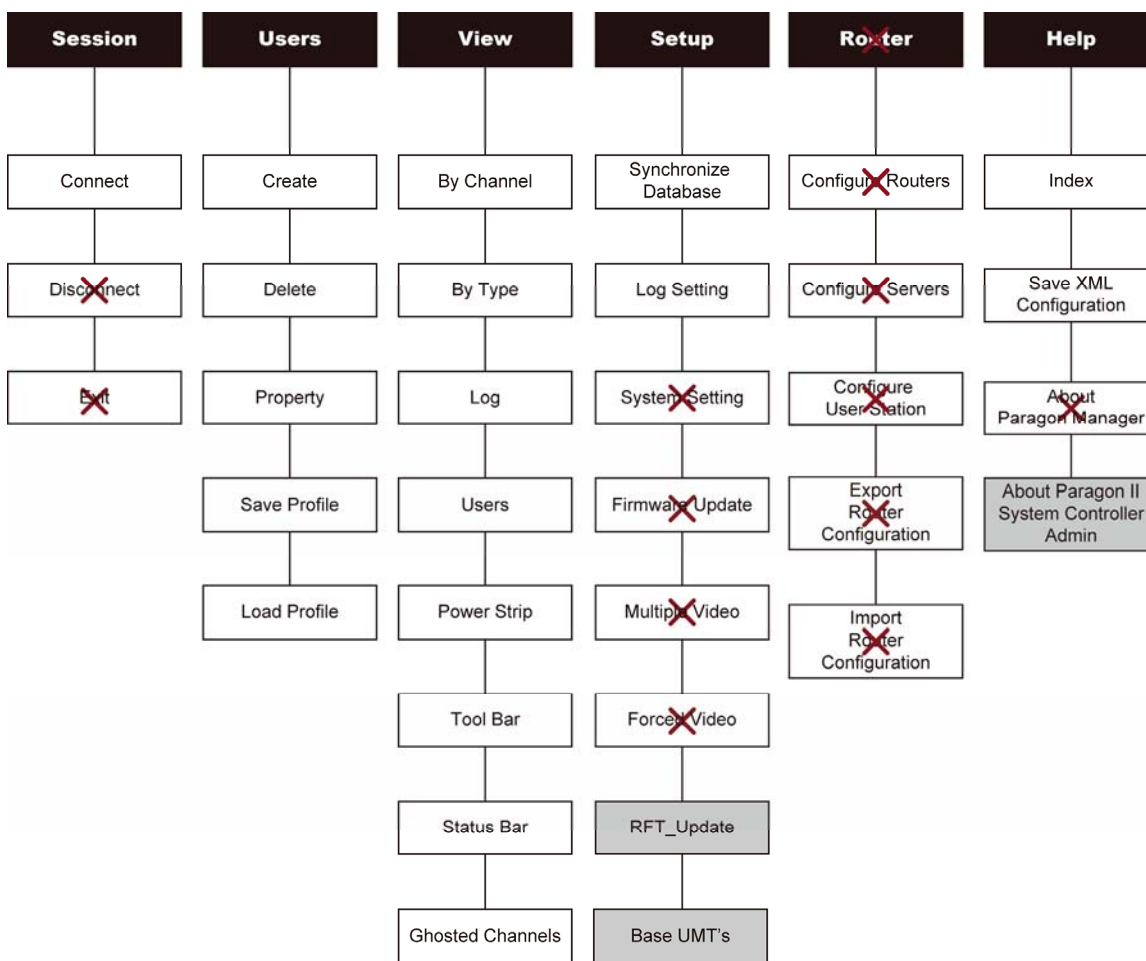 Session
Users
View
Setup
Router
Help
Connect
Disconnect
Exit
Create
Delete
Property
Save Profile
Load Profile
By Channel
By Type
Log
Users
Power Strip
Tool Bar
Status Bar
Ghosted Channels
Synchronize
Database
Log Setting
System Setting
Firmware Update
Multiple Video
Forced Video
RFT_Update
Base UMT's
Configure Routers
Configure Servers
Configure
User Station
Export
Router
Configuration
Import
Router
Configuration
Index
Save XML
Configuration
About
Paragon Manager
About Paragon II
System Controller
Admin